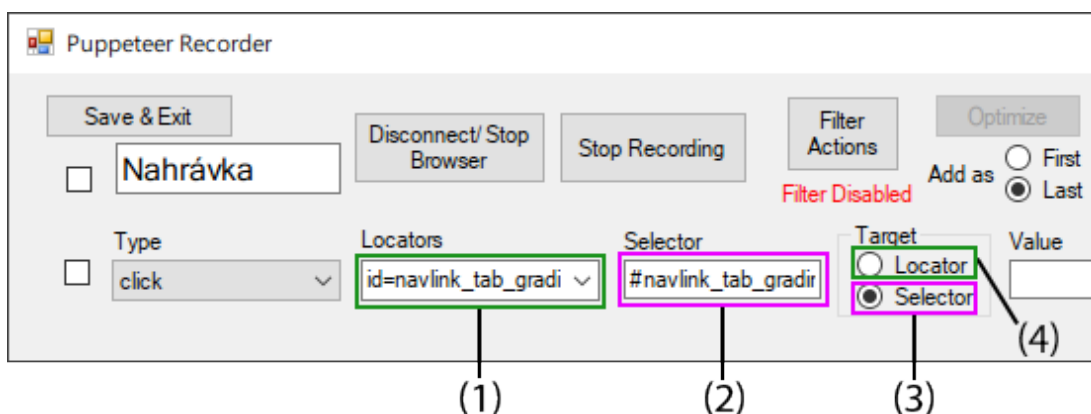 Puppeteer Recorder
Save & Exit
Disconnect/ Stop
Browser
Stop Recording
Filter
Actions
Optimize
Nahrávka
Filter Disabled
Add as
First
Last
Type
Locators
Selector
Target
Value
click
id=navlink_tab_gradi
#navlink_tab_gradir
Locator
Selector
(1)
(2)
(3)
(4)